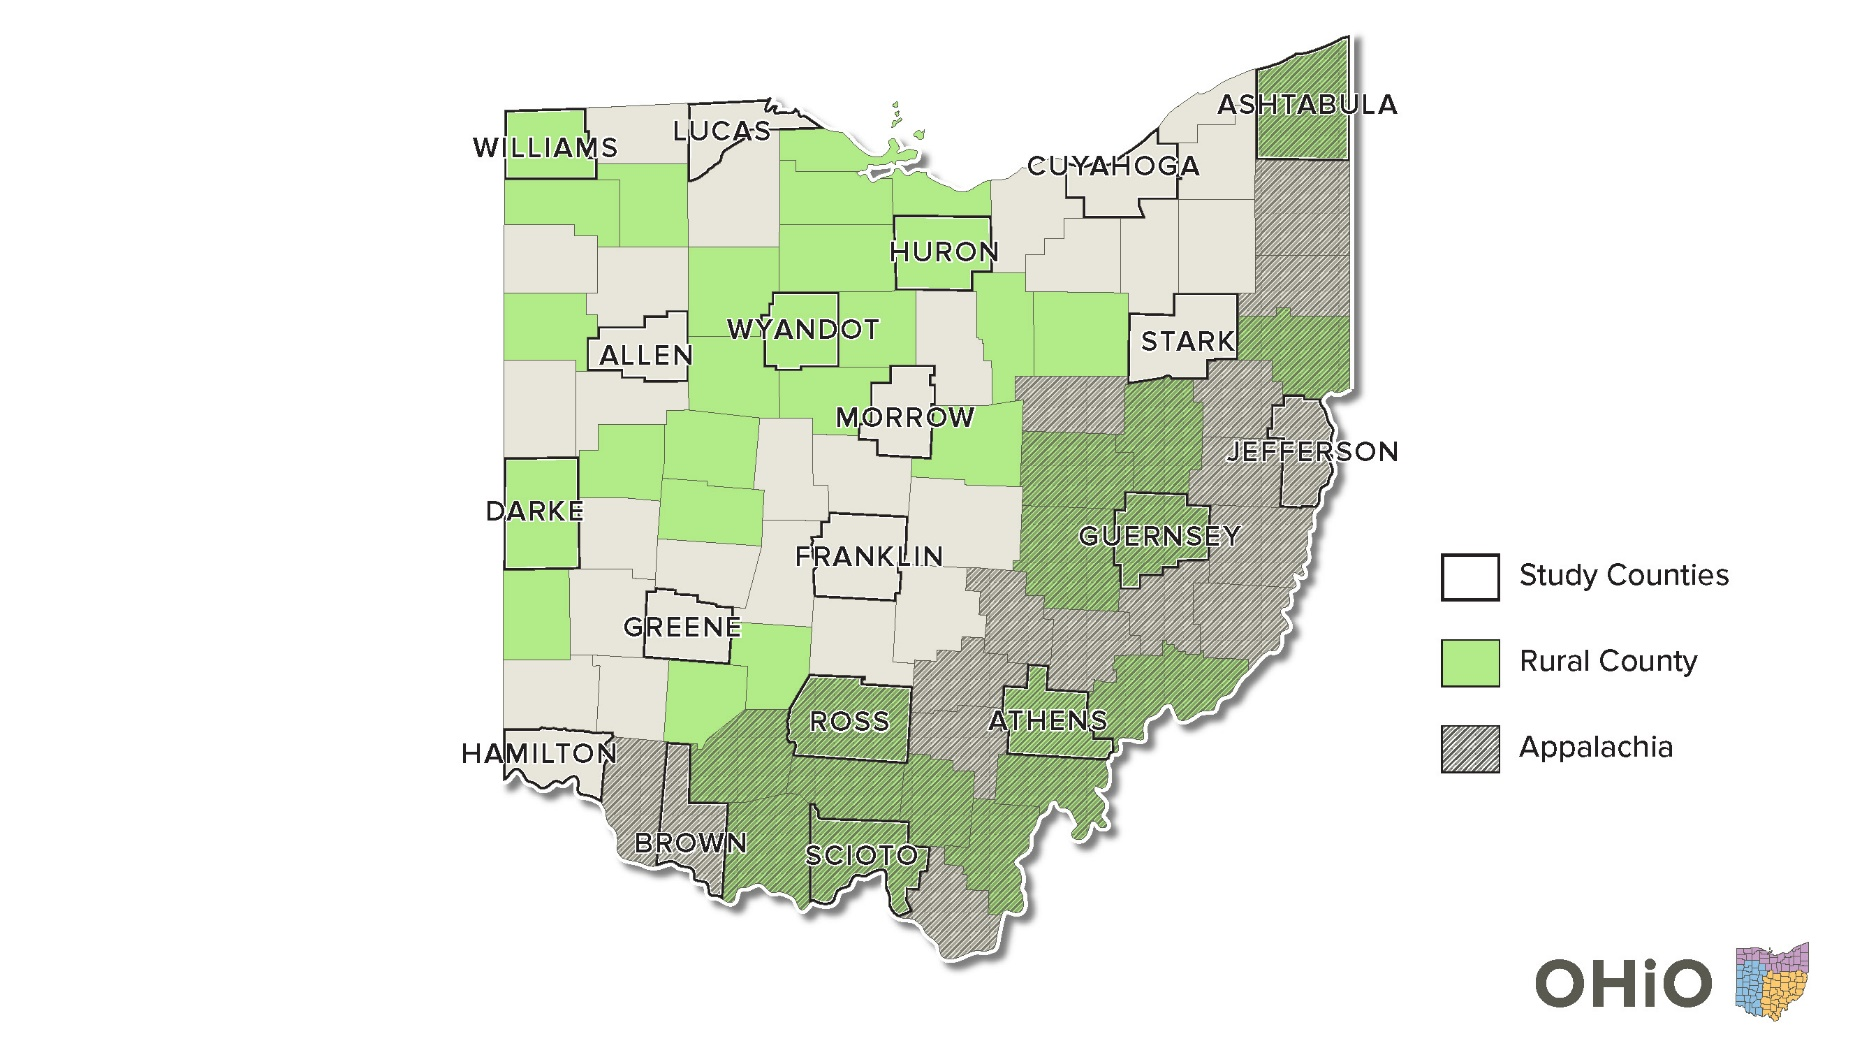 ASHTABULA
LUCAS
WILLIAMS
CUYAHOGA
HURON
WYANDOT
STARK
ALLEN
MORROW
JEFFERSON
DARKE
GUERNSEY
FRANKLIN
GREENE
ROSS
ATHENS
HAMILTON
BROWN
SCIOTO
Study Counties
Rural County
Appalachia
OHiO